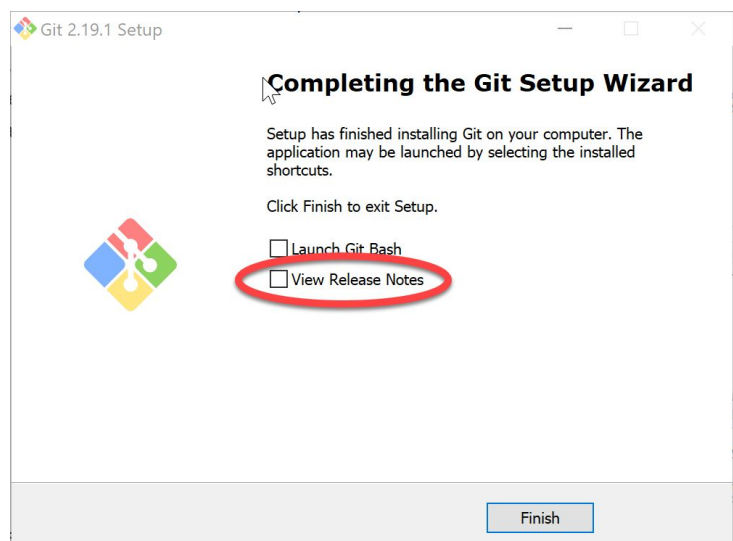 Git 2.19.1 Setup
Completing the Git Setup Wizard
Setup has finished installing Git on your computer. The
application may be launched by selecting the installed
shortcuts.
Click Finish to exit Setup.
Launch Git Bash
View Release Notes
Finish